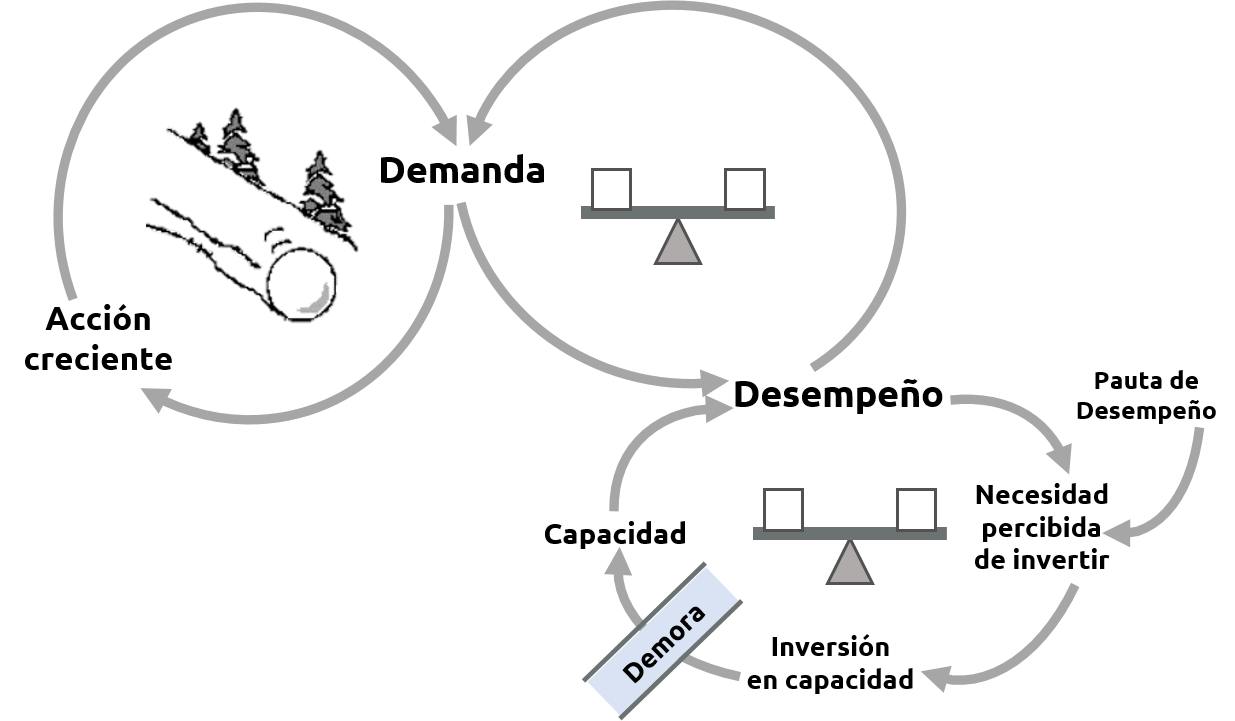 Demanda
Acción
creciente
Desempeño
Pauta de
Desempeño
Necesidad
percibida
de invertir
Capacidad
Demora
Inversión
en capacidad